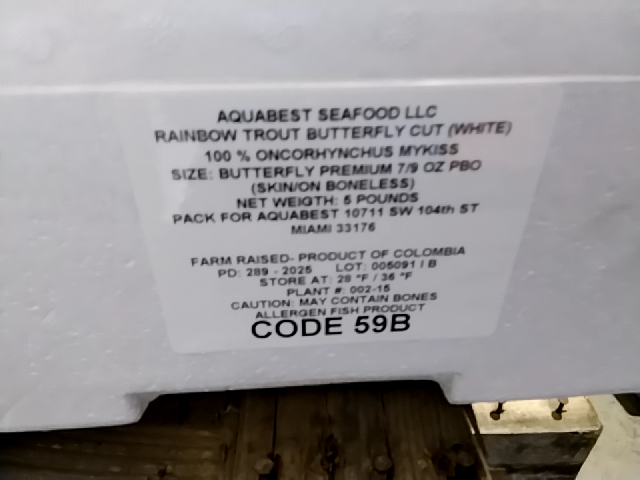 AQUABEST SEAFOOD LLC
RAINBOW TROUT BUTTERFLY CUT (WHITE)
100 % ONCORHYNCHUS MYKISS
SIZE: BUTTERFLY PREMIUM 7/9 OZ PBO
(SKIN/ON BONELESS)
NET WEIGTH: 5 POUNDS
PACK FOR AQUABEST 10711 SW 104th ST
MIAMI 33176
FARM RAISED- PRODUCT OF COLOMBIA
PD: 289 - 2025 LOT: 005091 I B
STORE AT: 28 °F / 36 °F
PLANT #: 002-15
CAUTION: MAY CONTAIN BONES
ALLERGEN FISH PRODUCT
CODE 59B